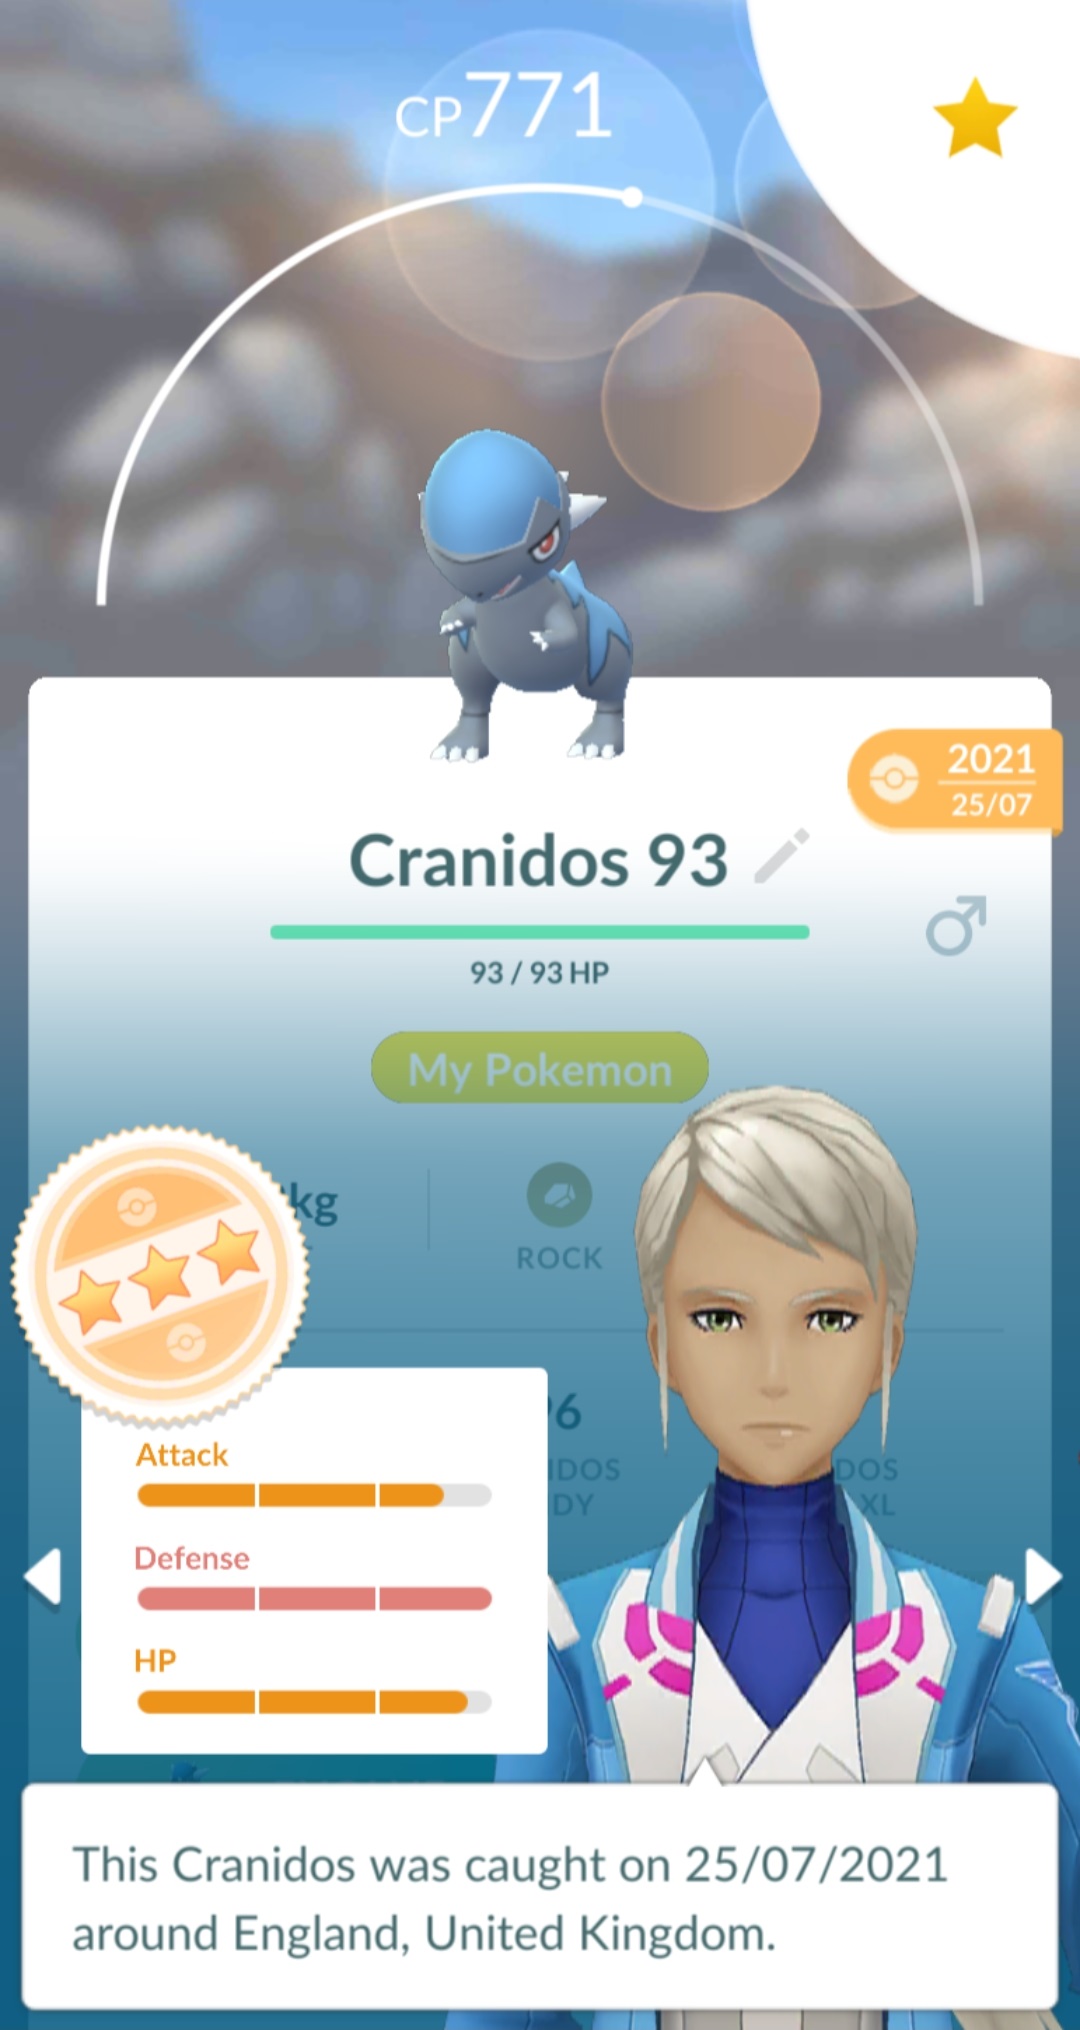 CP771
2021
25/07
Cranidos 93
93 / 93 HP
My Pokemon
kg
ROCK
Attack
Defense
HP
This Cranidos was caught on 25/07/2021
around England, United Kingdom.